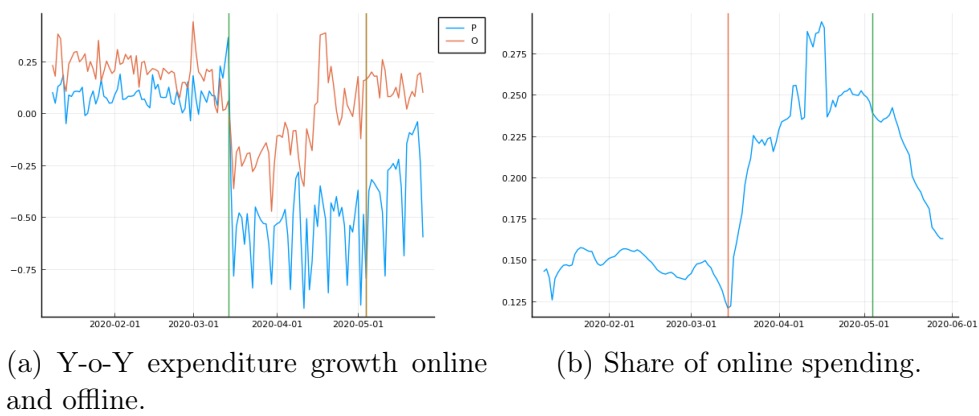 P
O
0.25
0.00
−0.25
−0.50
−0.75
2020-02-01 2020-03-01 2020-04-01 2020-05-01
0.275
0.250
0.225
0.200
0.175
0.150
0.125
2020-02-01 2020-03-01 2020-04-01 2020-05-01 2020-06-01
(a) Y-o-Y expenditure growth online
and offline.
(b) Share of online spending.